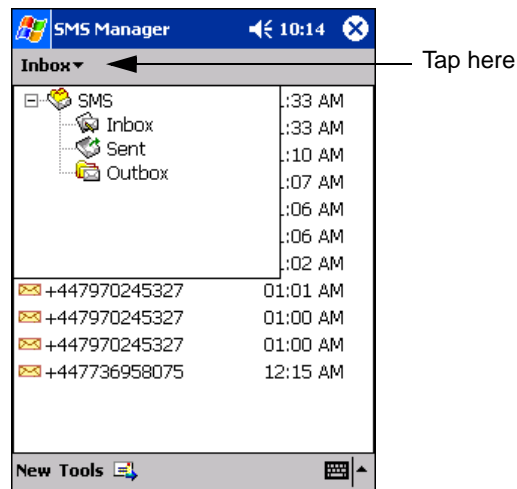 SMS Manager 10:14
Inbox
Tap here
SMS
Inbox
Sent
Outbox
:33 AM
:33 AM
:10 AM
:07 AM
:06 AM
:06 AM
:02 AM
+447970245327 01:01 AM
+447970245327 01:00 AM
+447970245327 01:00 AM
+447736958075 12:15 AM
New Tools